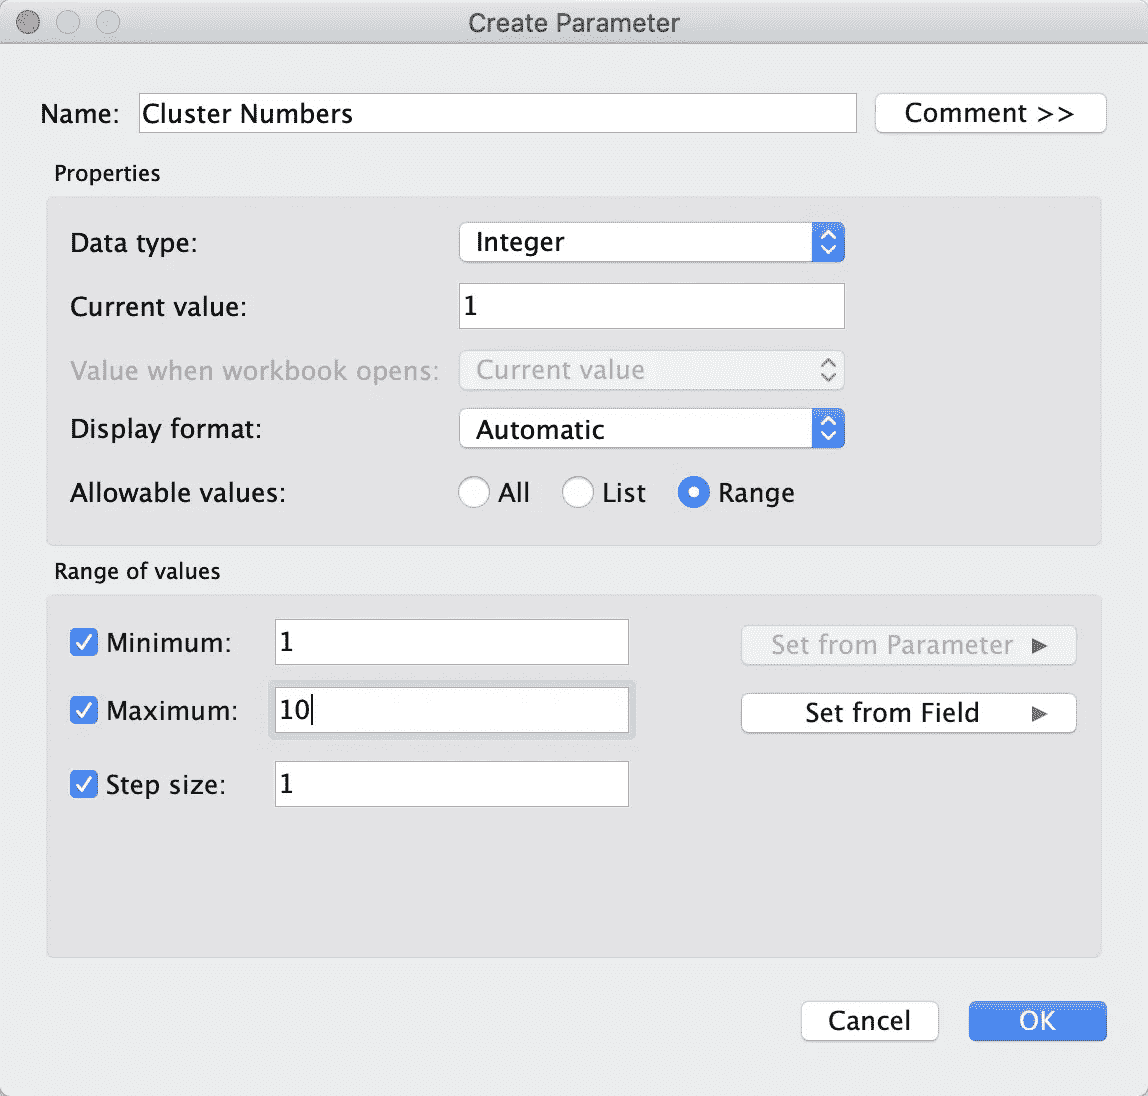 Create Parameter
Name: Cluster Numbers Comment >>
Properties
Data type: Integer
Current value: 1
Value when workbook opens: Current value
Display format: Automatic
Allowable values: All List Range
Range of values
Minimum: 1 Set from Parameter
Maximum: 10 Set from Field
Step size: 1
Cancel OK